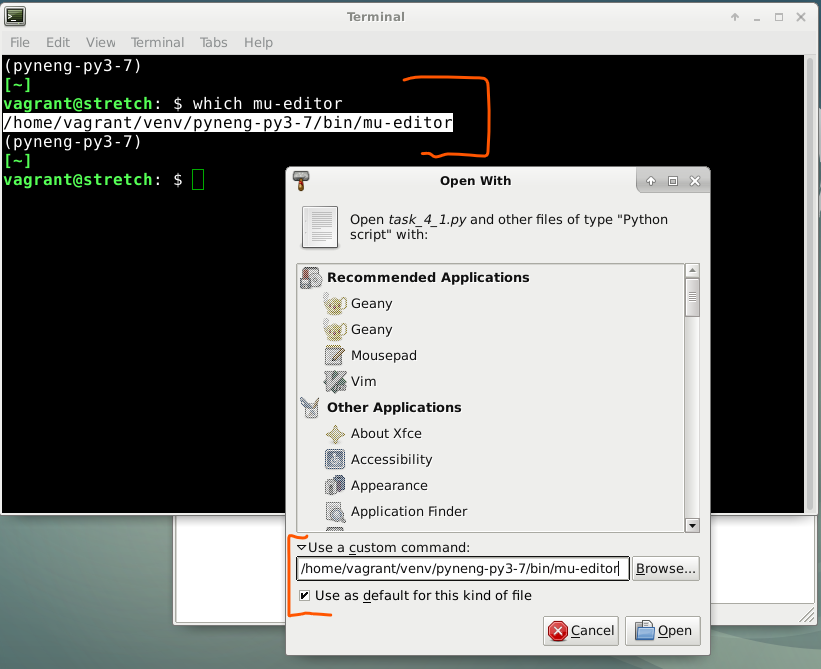 Terminal
File Edit View Terminal Tabs Help
(pyneng-py3-7)
[~]
vagrant@stretch: $ which mu-editor
/home/vagrant/venv/pyneng-py3-7/bin/mu-editor
(pyneng-py3-7)
[~]
vagrant@stretch: $
Open With
Open task_4_1.py and other files of type "Python
script" with:
Recommended Applications
Geany
Geany
Mousepad
Vim
Other Applications
About Xfce
Accessibility
Appearance
Application Finder
Use a custom command:
/home/vagrant/venv/pyneng-py3-7/bin/mu-editor Browse...
Use as default for this kind of file
Cancel Open